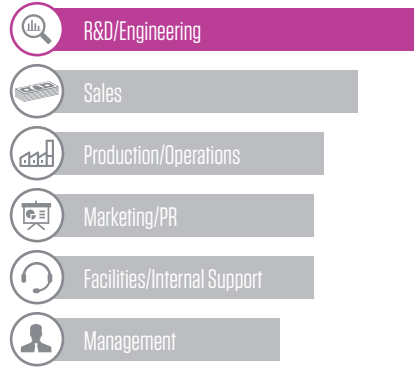 R&D/Engineering
Sales
Production/Operations
Marketing/PR
Facilities/Internal Support
Management